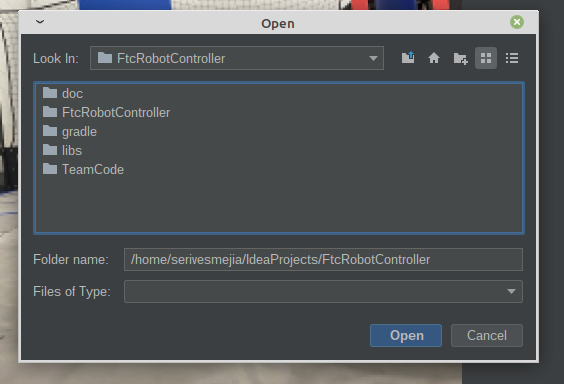 Open
Look In: FtcRobotController
doc
FtcRobotController
gradle
libs
TeamCode
Folder name: /home/serivesmejia/IdeaProjects/FtcRobotController
Files of Type:
Open Cancel